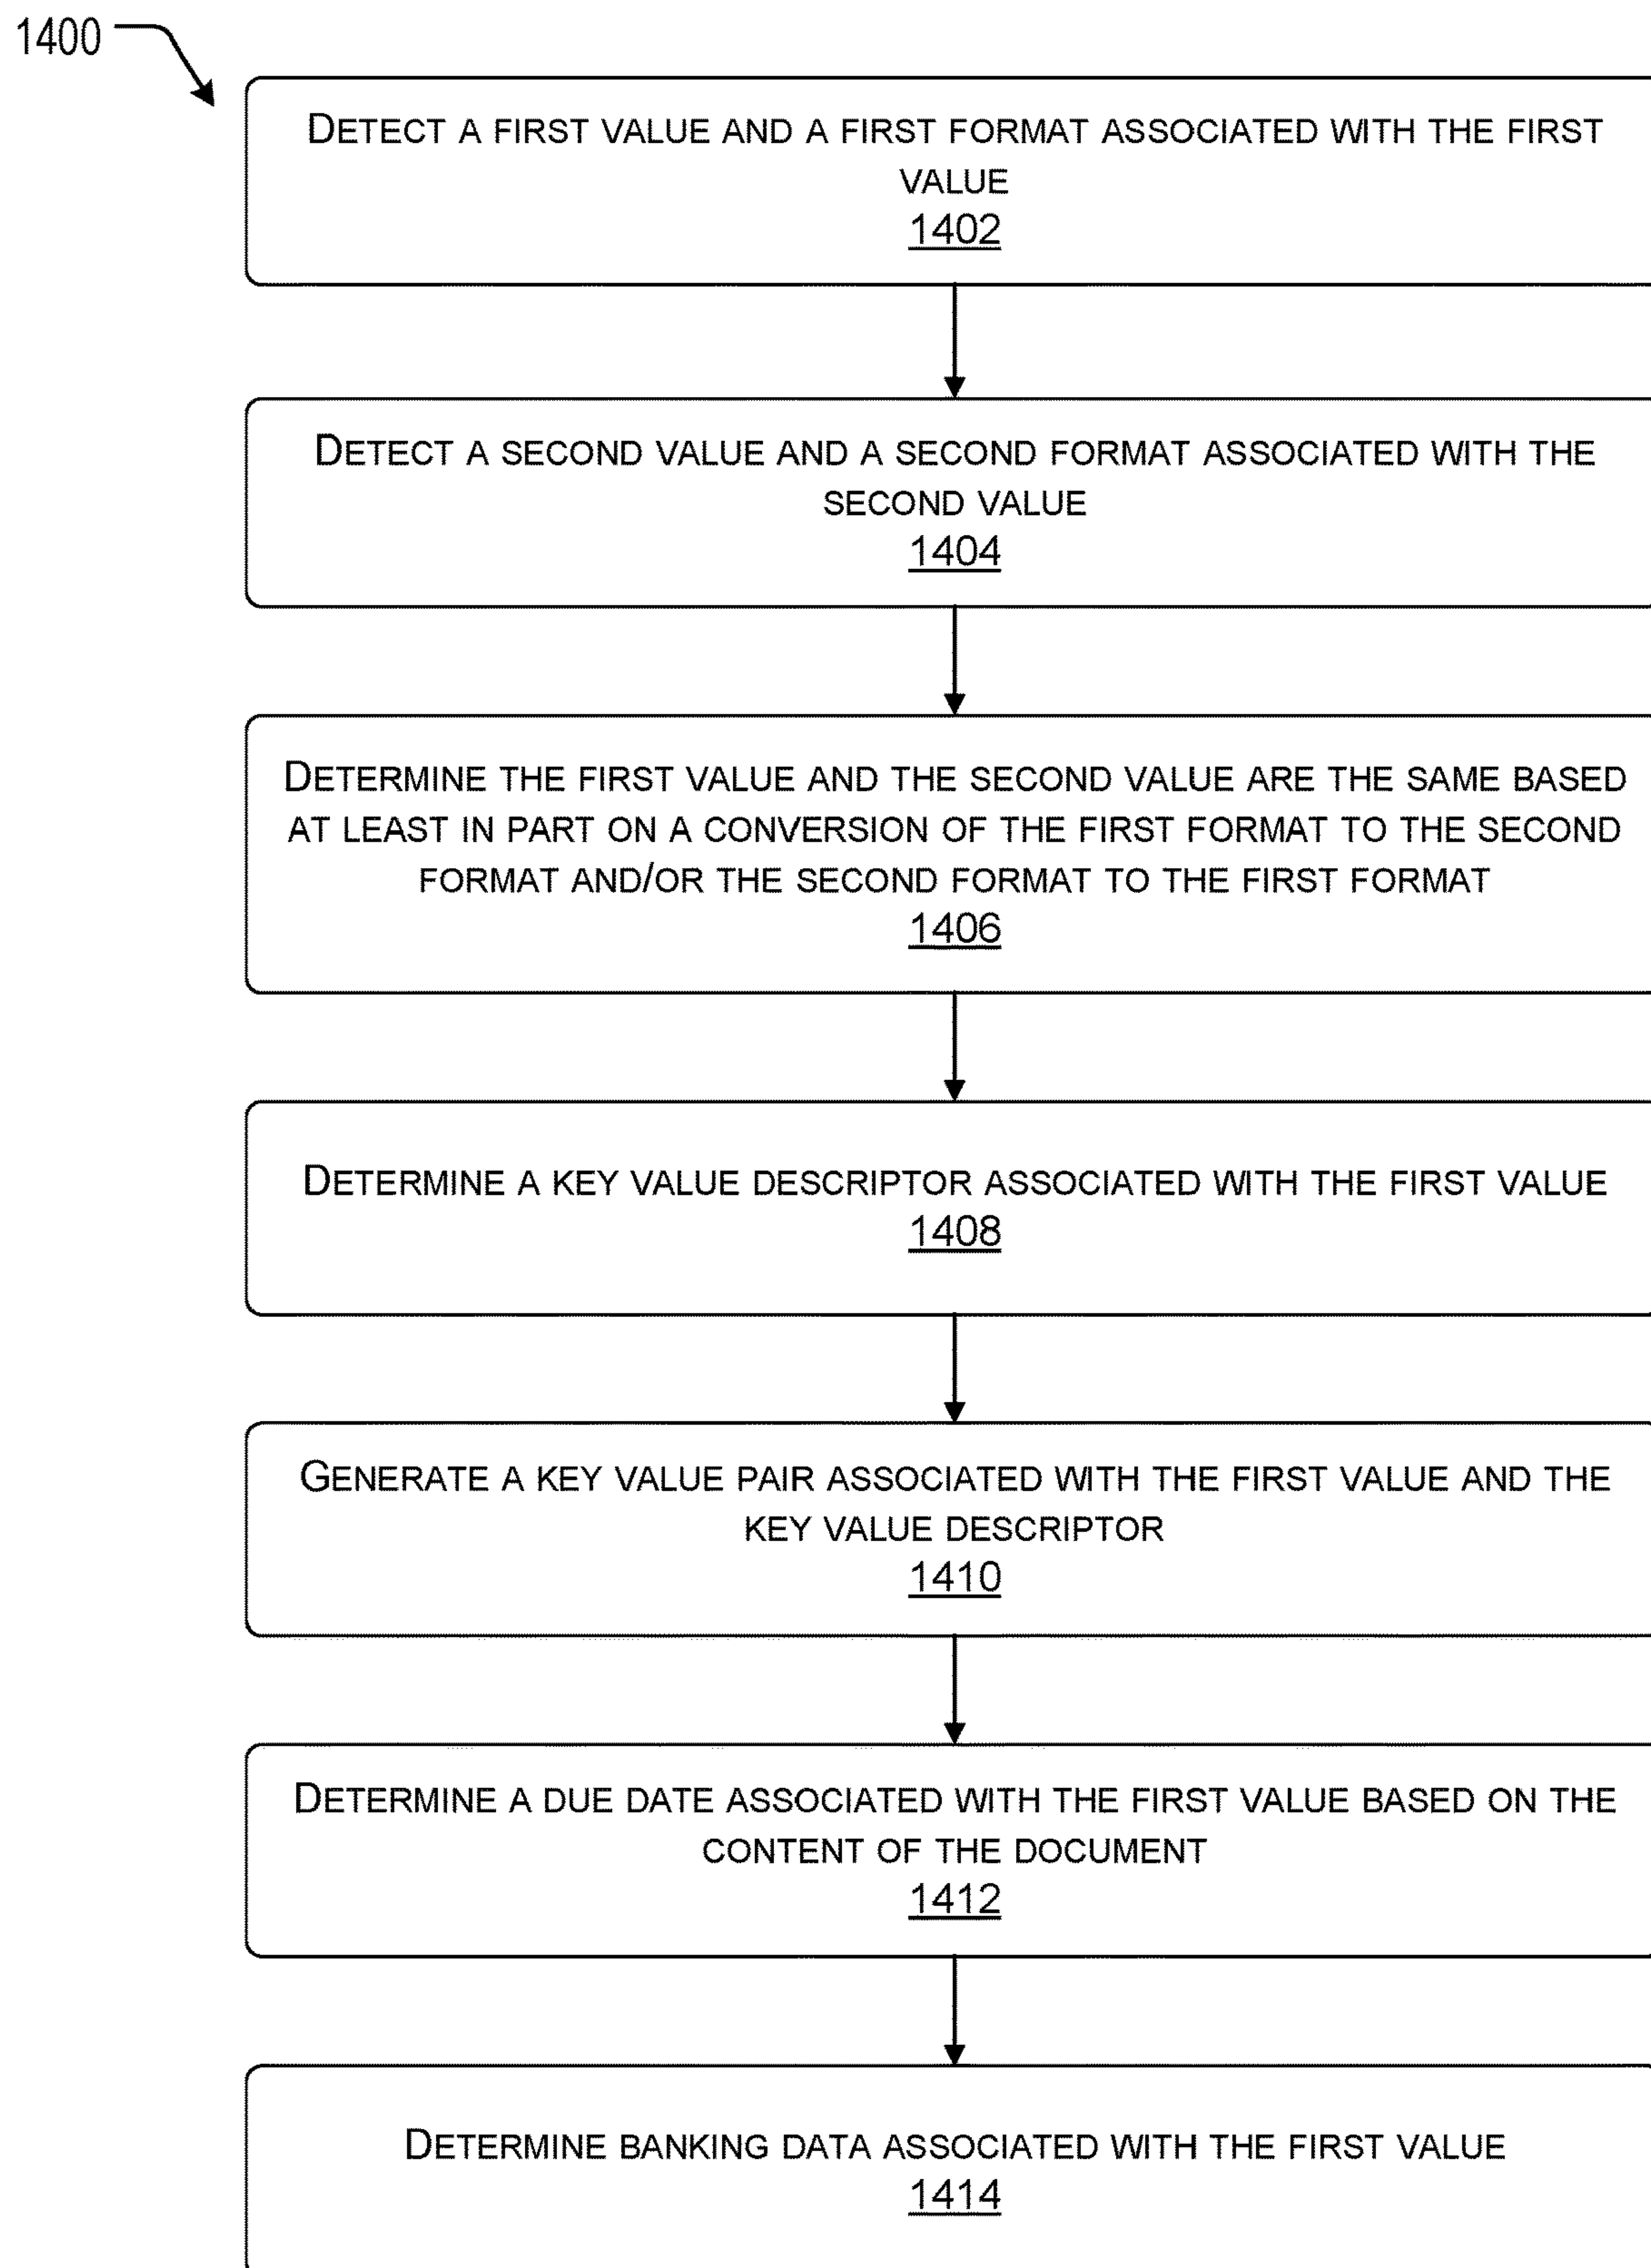 1400
DETECT A FIRST VALUE AND A FIRST FORMAT ASSOCIATED WITH THE FIRST
VALUE
1402
DETECT A SECOND VALUE AND A SECOND FORMAT ASSOCIATED WITH THE
SECOND VALUE
1404
DETERMINE THE FIRST VALUE AND THE SECOND VALUE ARE THE SAME BASED
AT LEAST IN PART ON A CONVERSION OF THE FIRST FORMAT TO THE SECOND
FORMAT AND/OR THE SECOND FORMAT TO THE FIRST FORMAT
1406
DETERMINE A KEY VALUE DESCRIPTOR ASSOCIATED WITH THE FIRST VALUE
1408
GENERATE A KEY VALUE PAIR ASSOCIATED WITH THE FIRST VALUE AND THE
KEY VALUE DESCRIPTOR
1410
DETERMINE A DUE DATE ASSOCIATED WITH THE FIRST VALUE BASED ON THE
CONTENT OF THE DOCUMENT
1412
DETERMINE BANKING DATA ASSOCIATED WITH THE FIRST VALUE
1414